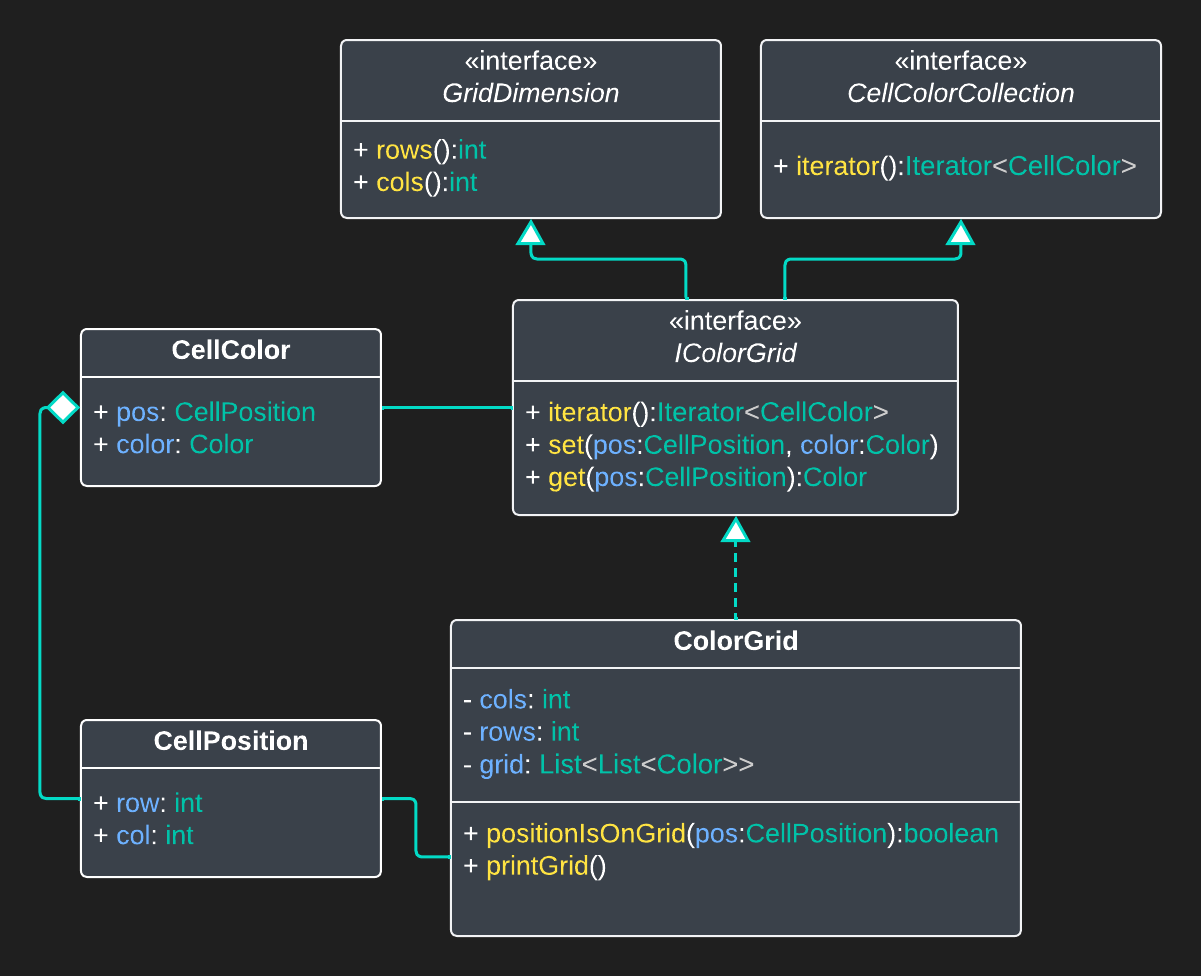 «interface»
GridDimension
+ rows():int
+ cols():int
«interface»
CellColorCollection
+ iterator():Iterator<CellColor>
CellColor
+ pos: CellPosition
+ color: Color
«interface»
IColorGrid
+ iterator():Iterator<CellColor>
+ set(pos:CellPosition, color:Color)
+ get(pos:CellPosition):Color
CellPosition
+ row: int
+ col: int
ColorGrid
- cols: int
- rows: int
- grid: List<List<Color>>
+ positionIsOnGrid(pos:CellPosition):boolean
+ printGrid()